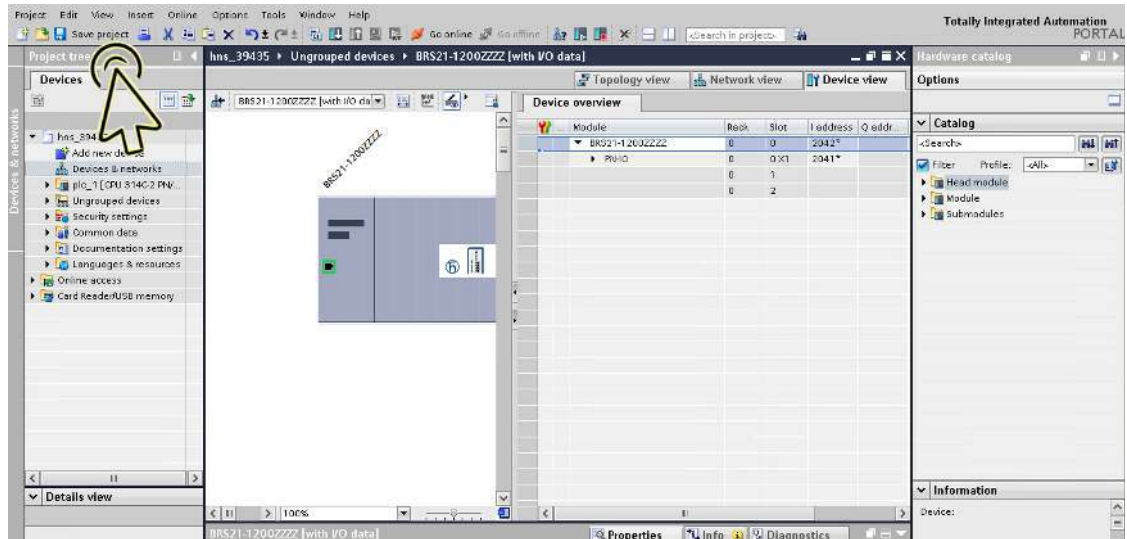 Project Edit View Insert Online Options Tools Window Help
Totally Integrated Automation
PORTAL
Save project
Go online
Go offline
<Search in project>
Project tree
hns_39435 ▸ Ungrouped devices ▸ BRS21-1200ZZZZ [with I/O data]
Hardware catalog
Devices
Topology view
Network view
Device view
Options
BRS21-1200ZZZZ [with I/O da
Device overview
Devices & networks
Module Rack Slot I address Q addr...
BRS21-1200ZZZZ 0 0 2042*
PN-IO 0 0 X1 2041*
0 1
0 2
Add new
Devices & networks
plc_1 [CPU 314C-2 PN/...
Ungrouped devices
Security settings
Common data
Documentation settings
Languages & resources
Online access
Card Reader/USB memory
BRS21-1200ZZZZ
Catalog
<Search>
Filter Profile: <All>
Head module
Module
Submodules
Details view
100%
Information
Device:
BRS21-1200ZZZZ [with I/O data]
Properties
Info
Diagnostics